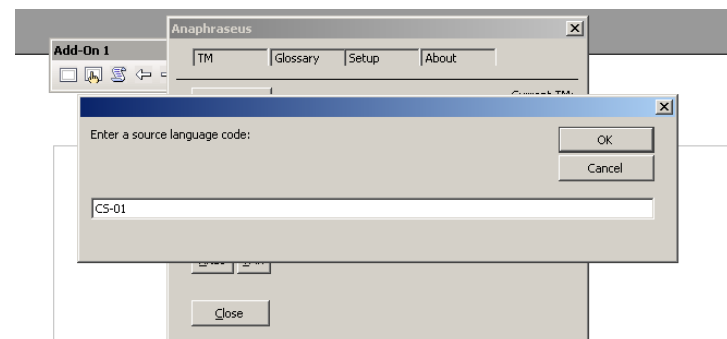 Anaphraseus
Add-On 1
TM Glossary Setup About
Enter a source language code:
OK
Cancel
CS-01
Close